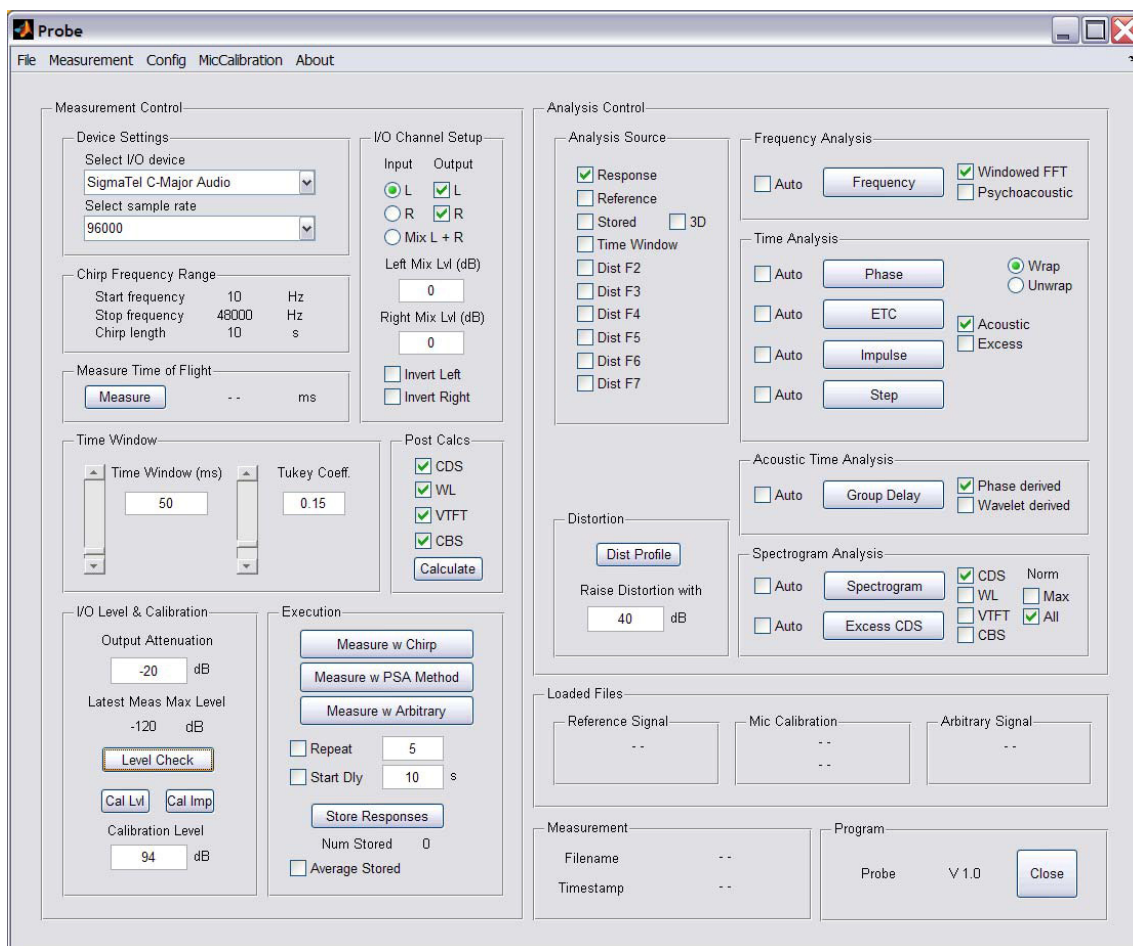 Probe
File Measurement Config MicCalibration About
Measurement Control
Device Settings
Select I/O device
SigmaTel C-Major Audio
Select sample rate
96000
Chirp Frequency Range
Start frequency 10 Hz
Stop frequency 48000 Hz
Chirp length 10 s
Measure Time of Flight
Measure - - ms
I/O Channel Setup
Input Output
L L
R R
Mix L + R
Left Mix Lvl (dB)
0
Right Mix Lvl (dB)
0
Invert Left
Invert Right
Time Window
Time Window (ms) Tukey Coeff.
50 0.15
Post Calcs
CDS
WL
VTFT
CBS
Calculate
I/O Level & Calibration
Output Attenuation
-20 dB
Latest Meas Max Level
-120 dB
Level Check
Cal Lvl Cal Imp
Calibration Level
94 dB
Execution
Measure w Chirp
Measure w PSA Method
Measure w Arbitrary
Repeat 5
Start Dly 10 s
Store Responses
Num Stored 0
Average Stored
Analysis Control
Analysis Source
Response
Reference
Stored 3D
Time Window
Dist F2
Dist F3
Dist F4
Dist F5
Dist F6
Dist F7
Distortion
Dist Profile
Raise Distortion with
40 dB
Frequency Analysis
Auto Frequency Windowed FFT
Psychoacoustic
Time Analysis
Auto Phase Wrap
Unwrap
Auto ETC Acoustic
Excess
Auto Impulse
Auto Step
Acoustic Time Analysis
Auto Group Delay Phase derived
Wavelet derived
Spectrogram Analysis
Auto Spectrogram CDS Norm
WL Max
Auto Excess CDS VTFT All
CBS
Loaded Files
Reference Signal Mic Calibration Arbitrary Signal
- - - - - -
- -
Measurement
Filename - -
Timestamp - -
Program
Probe V 1.0 Close